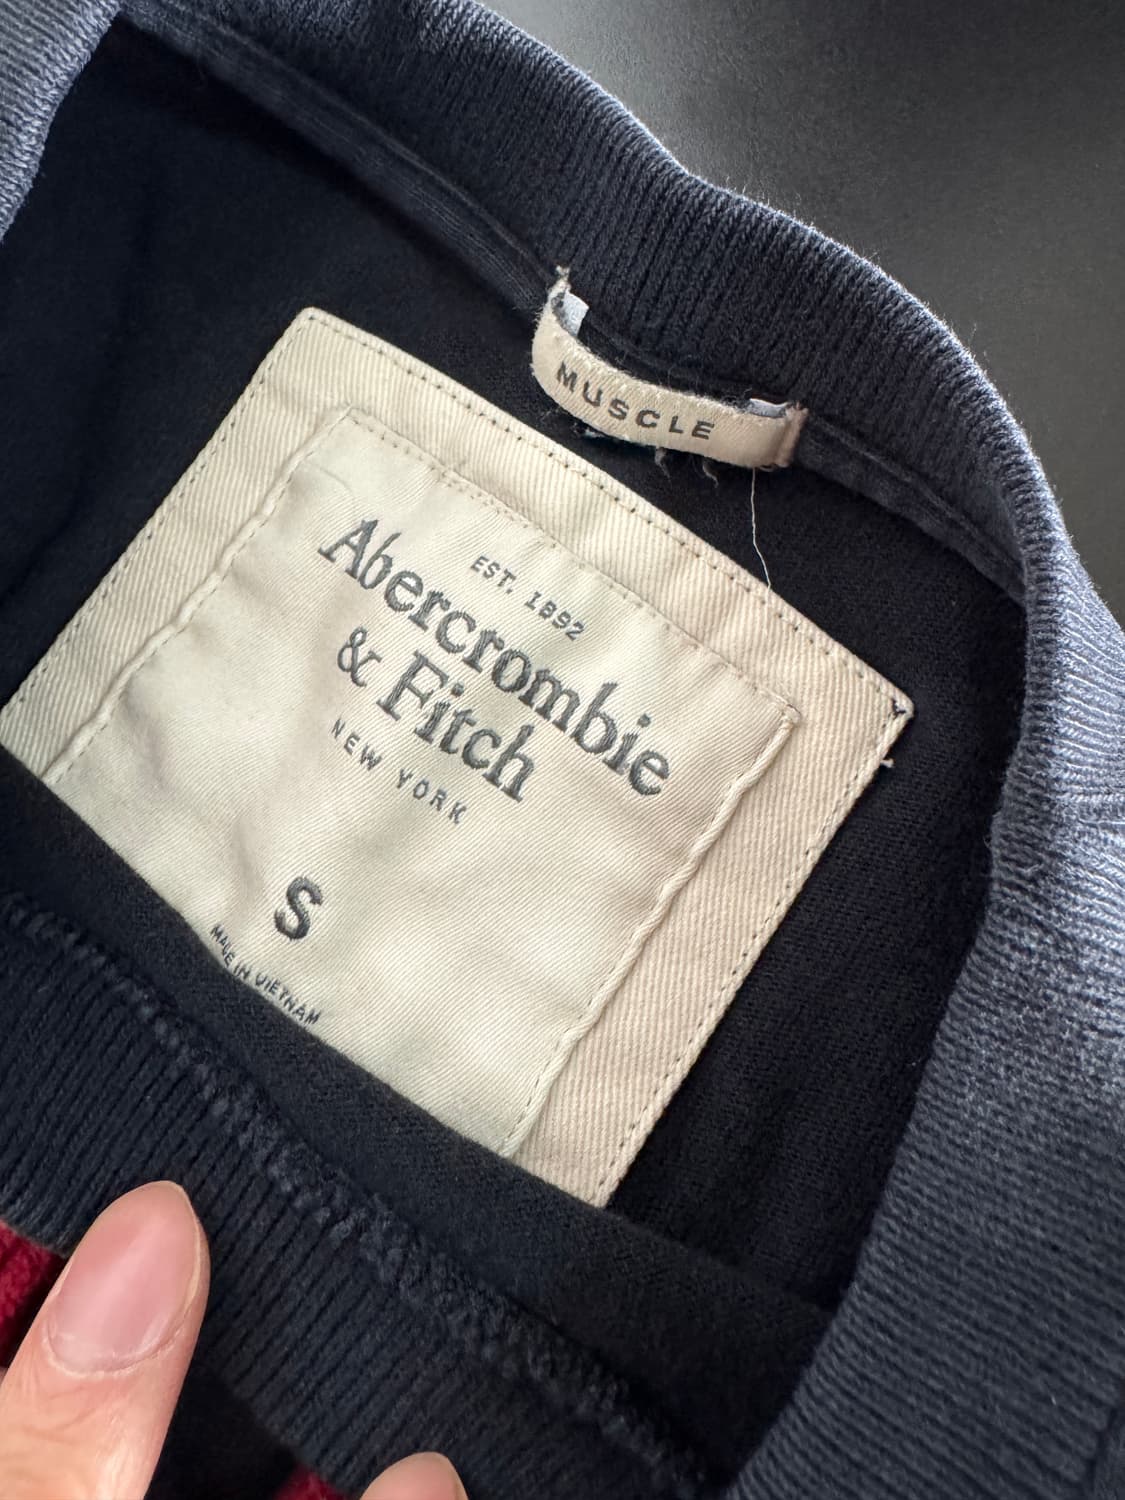 MUSCLE
EST. 1892
Abercrombie
& Fitch
NEW YORK
S
MADE IN VIETNAM